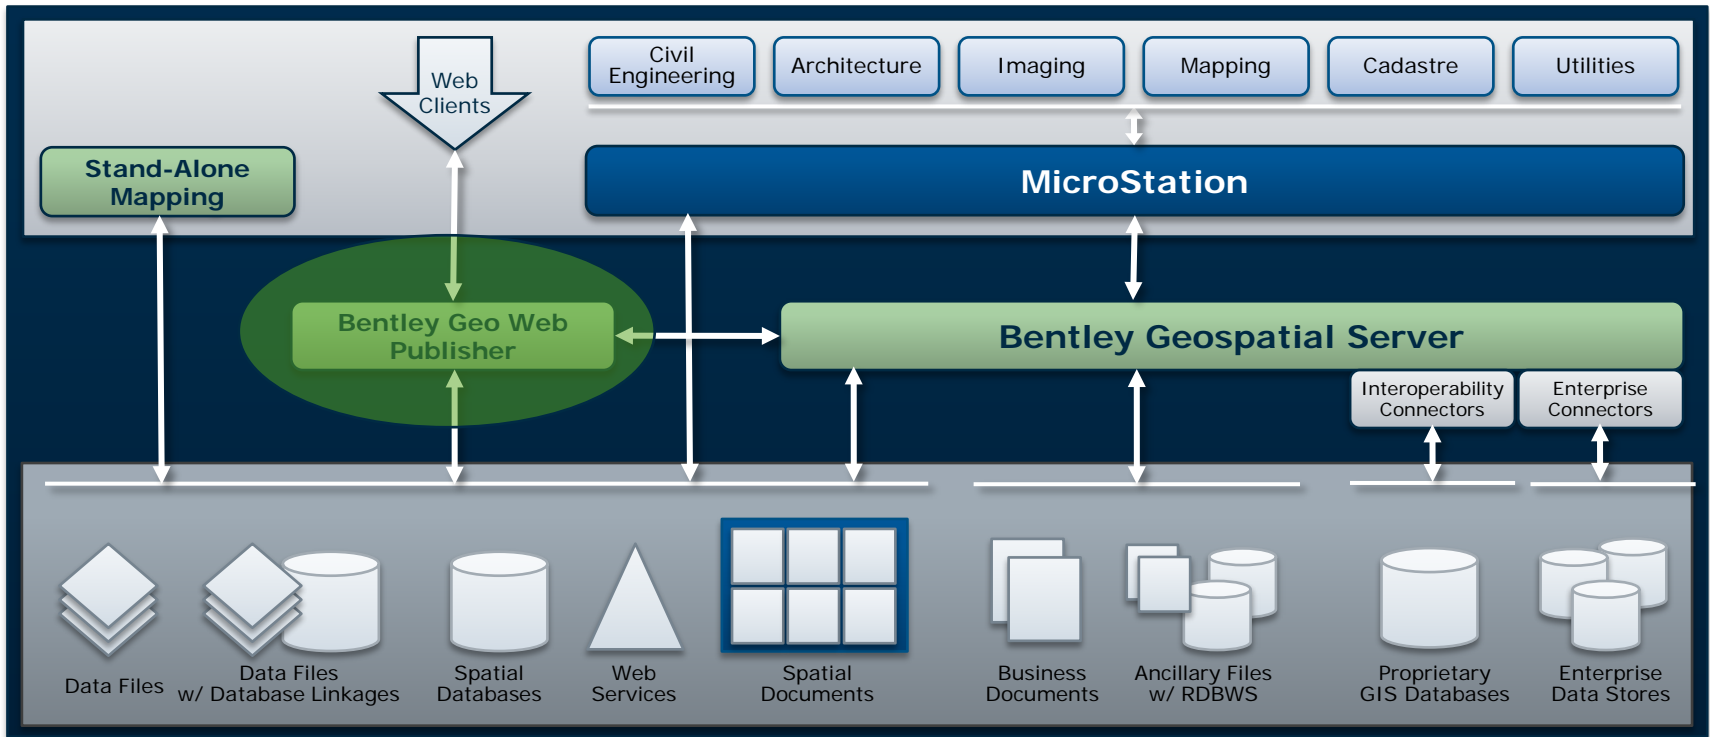 Web
Clients
Civil
Engineering
Architecture
Imaging
Mapping
Cadastre
Utilities
Stand-Alone
Mapping
MicroStation
Bentley Geo Web
Publisher
Bentley Geospatial Server
Interoperability
Connectors
Enterprise
Connectors
Data Files
Data Files
w/ Database Linkages
Spatial
Databases
Web
Services
Spatial
Documents
Business
Documents
Ancillary Files
w/ RDBWS
Proprietary
GIS Databases
Enterprise
Data Stores